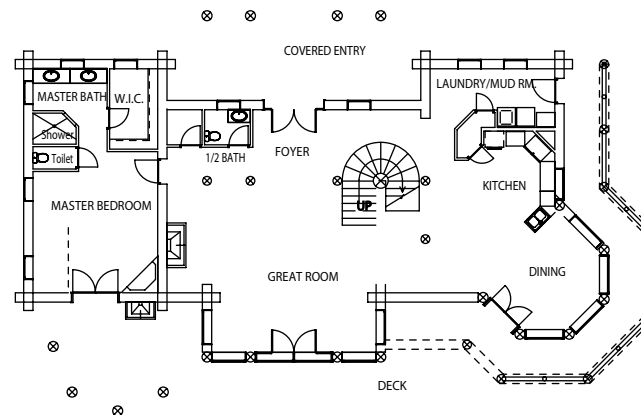 COVERED ENTRY
LAUNDRY/MUD RM.
MASTER BATH
W.I.C.
Shower
Toilet
1/2 BATH
FOYER
KITCHEN
MASTER BEDROOM
UP
GREAT ROOM
DINING
DECK